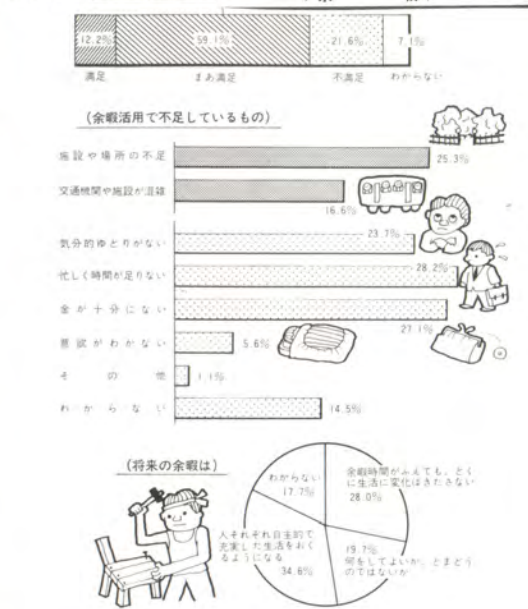 12.2%
59.1%
21.6%
7.1%
満足
まあ満足
不満足
わからない
(余暇活用で不足しているもの)
施設や場所の不足
25.3%
交通機関や施設が混雑
16.6%
気分的ゆとりがない
23.7%
忙しく時間が足りない
28.2%
金が十分にない
27.1%
意欲がわかない
5.6%
その他
1.1%
わからない
14.5%
(将来の余暇は)
わからない
17.7%
余暇時間がふえても、とく
に生活に変化はきたさない
28.0%
人それぞれ自主的で
充実した生活をおく
るようになる
34.6%
19.7%
何をしてよいか、とまどう
のではないか